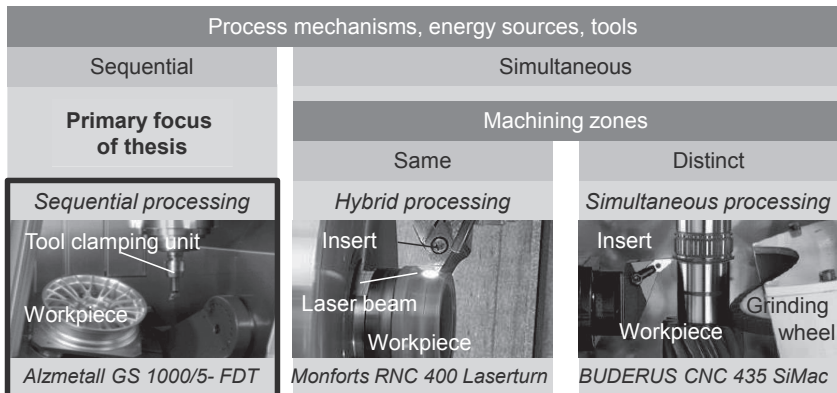 Process mechanisms, energy sources, tools
Sequential
Simultaneous
Primary focus
of thesis
Machining zones
Same
Distinct
Sequential processing
Hybrid processing
Simultaneous processing
Tool clamping unit
Workpiece
Insert
Laser beam
Workpiece
Insert
Workpiece
Grinding
wheel
Alzmetall GS 1000/5- FDT
Monforts RNC 400 Laserturn
BUDERUS CNC 435 SiMac